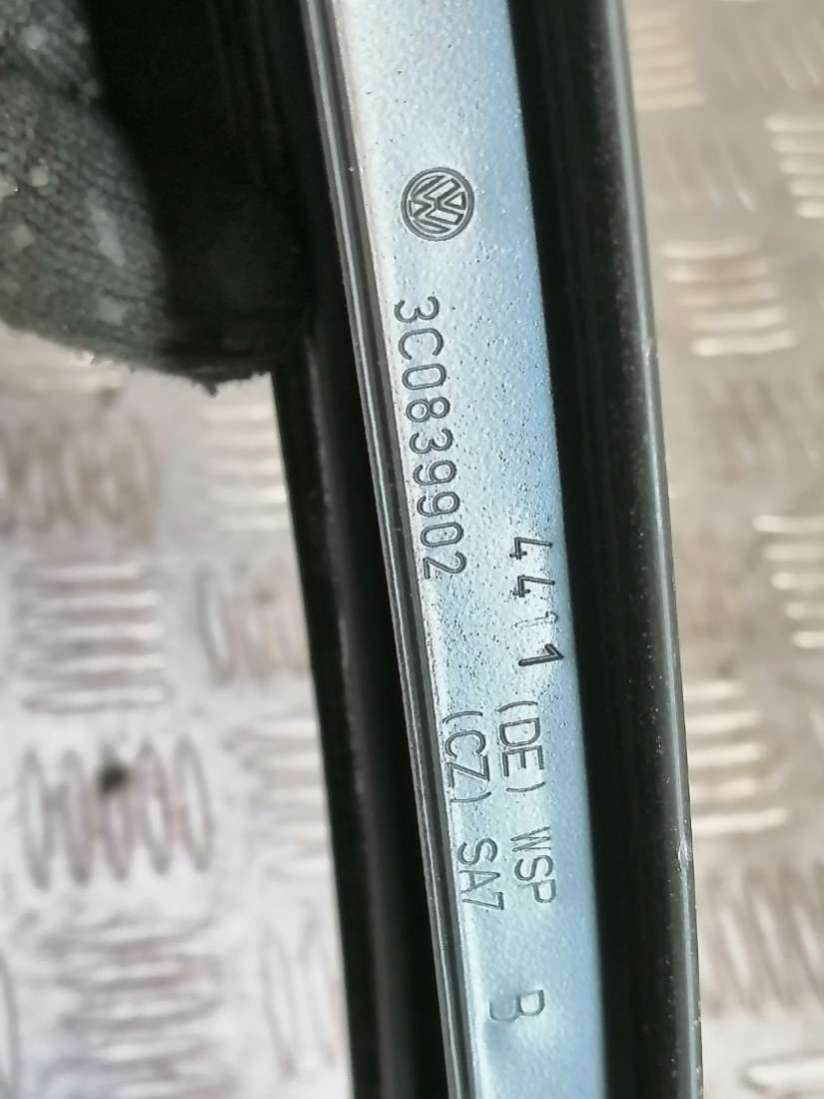 3C0839902
4411 (DE) WSP B
(CZ) SA7